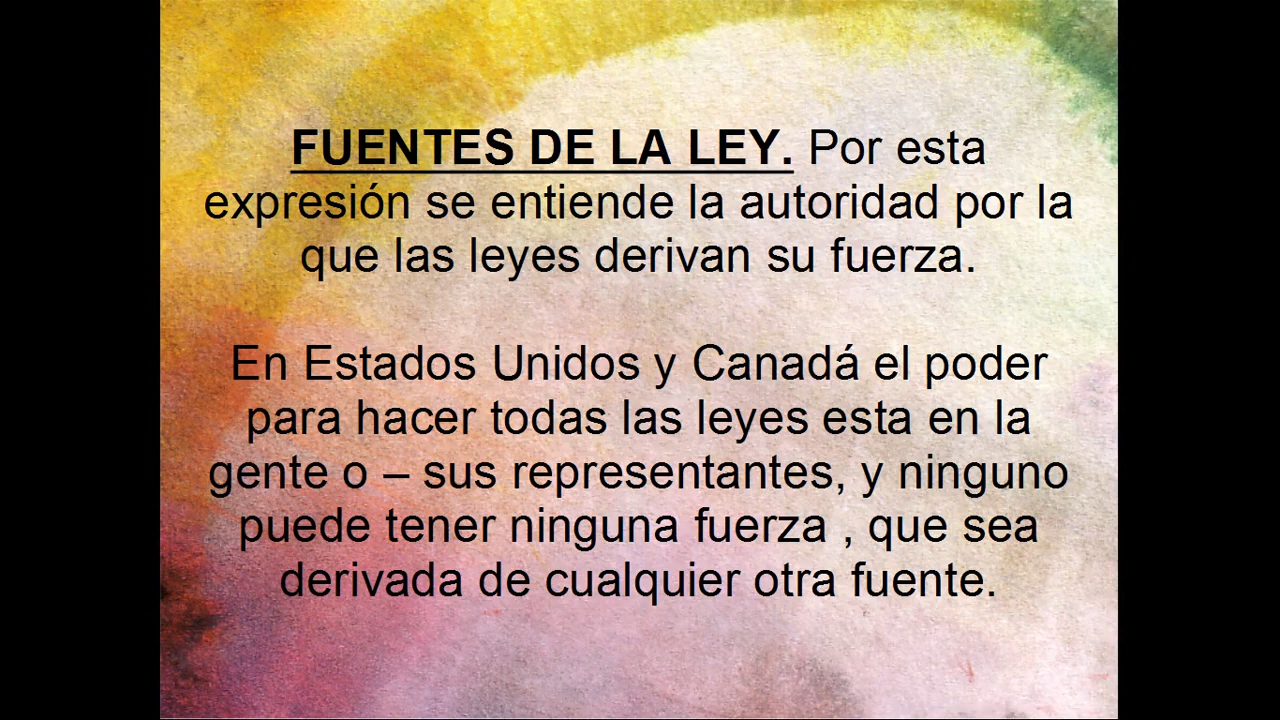 FUENTES DE LA LEY. Por esta
expresión se entiende la autoridad por la
que las leyes derivan su fuerza.
En Estados Unidos y Canadá el poder
para hacer todas las leyes esta en la
gente o – sus representantes, y ninguno
puede tener ninguna fuerza , que sea
derivada de cualquier otra fuente.